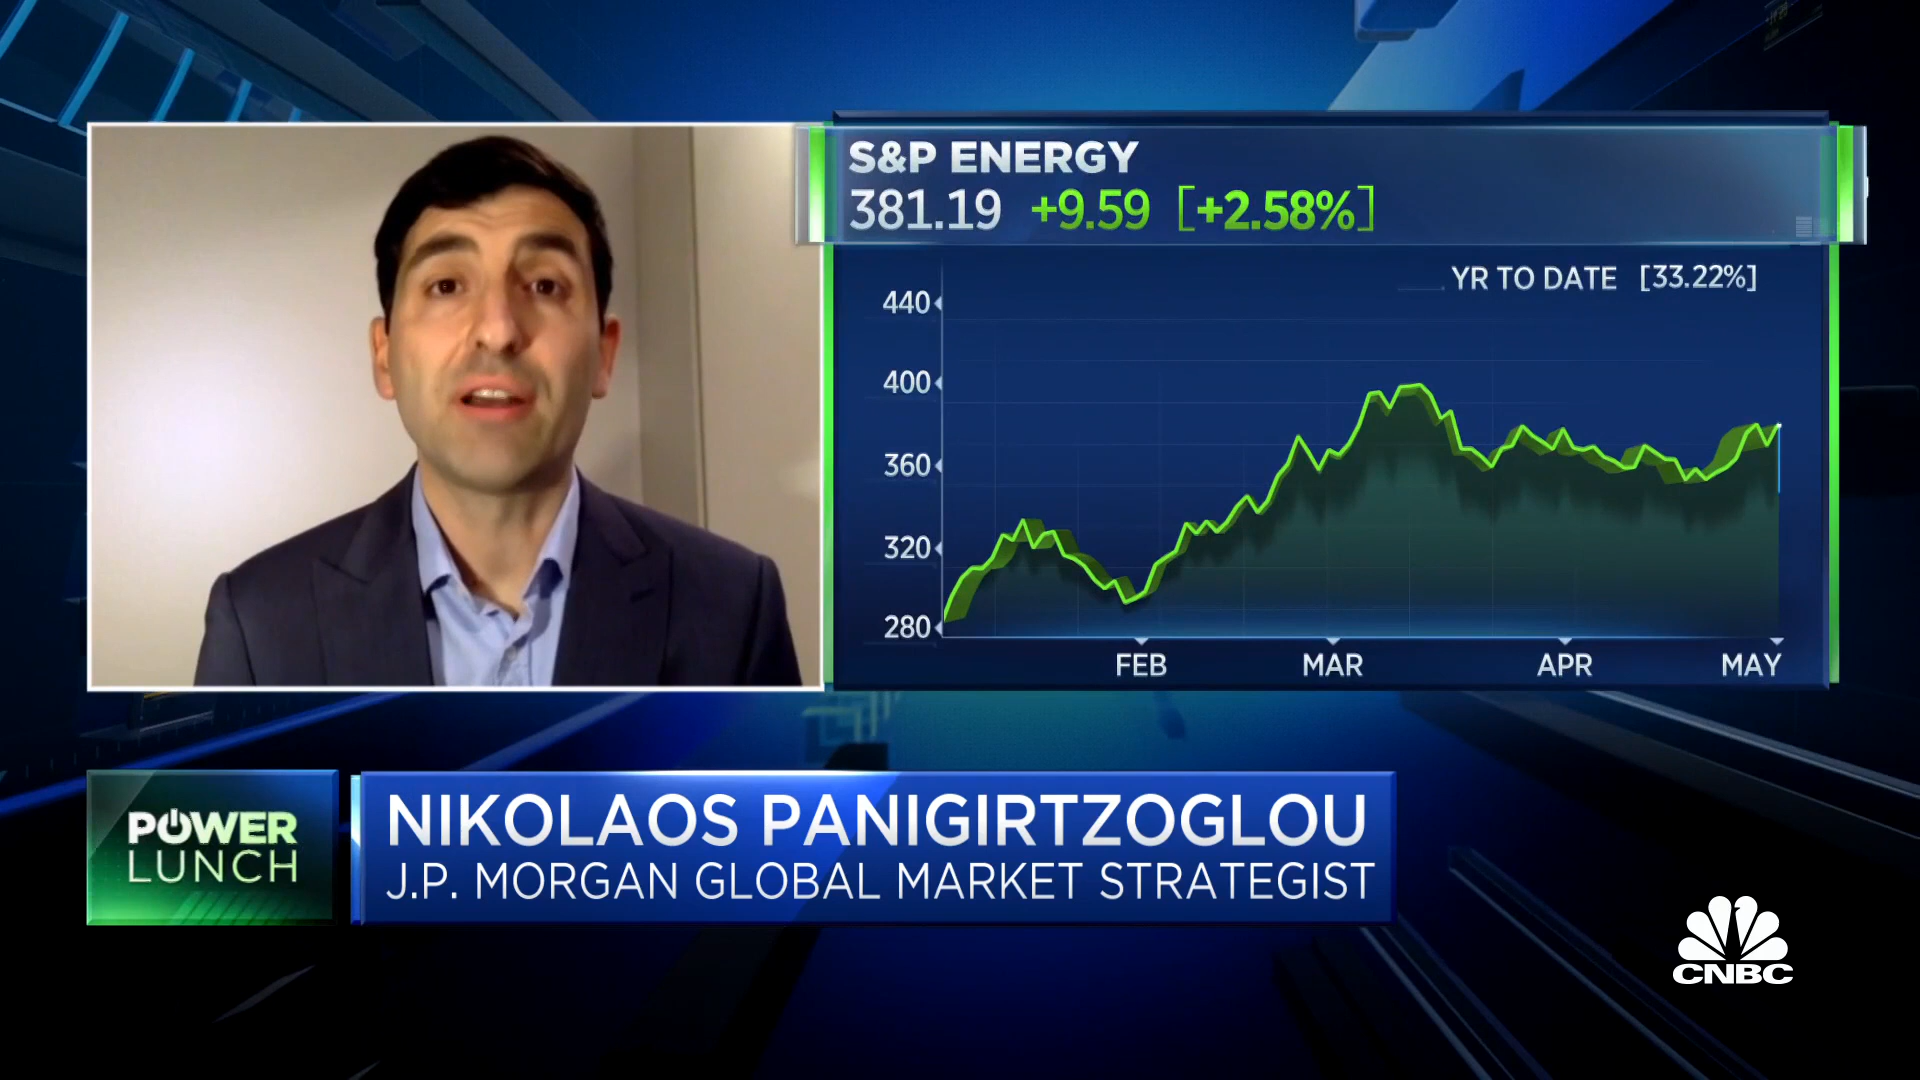 S&P ENERGY
381.19 +9.59 [+2.58%]
YR TO DATE [33.22%]
440
400
360
320
280
FEB MAR APR MAY
POWER
LUNCH
NIKOLAOS PANIGIRTZOGLOU
J.P. MORGAN GLOBAL MARKET STRATEGIST
CNBC